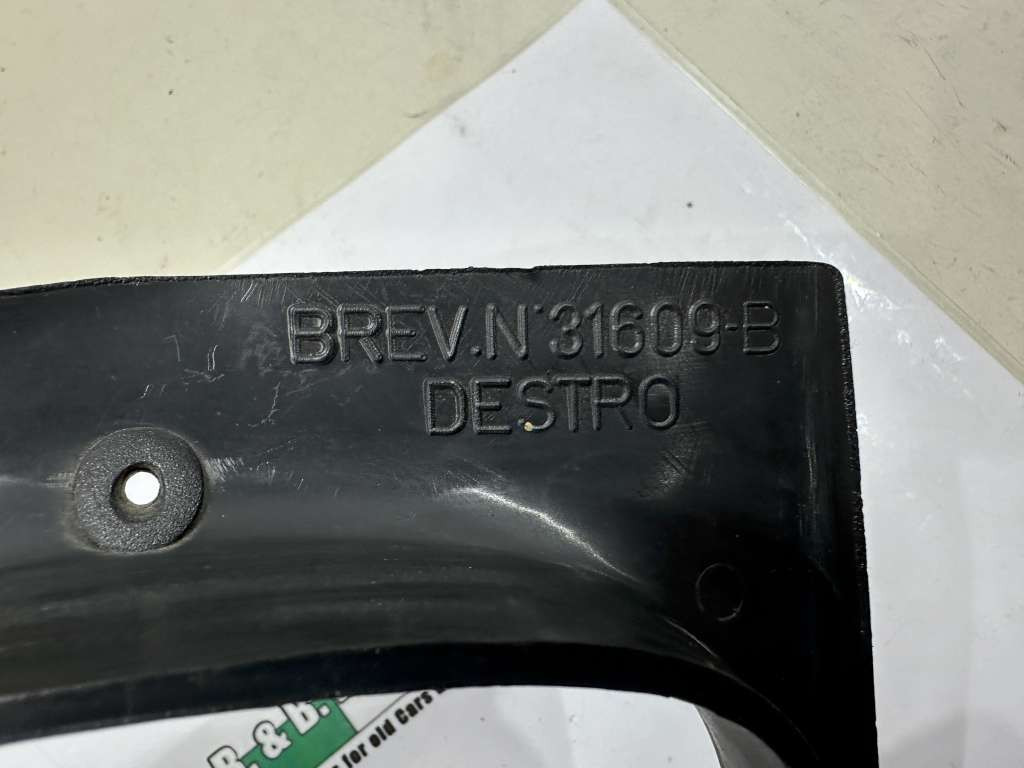 BREV.N°31609-B
DESTRO
. & B.
for Old Cars